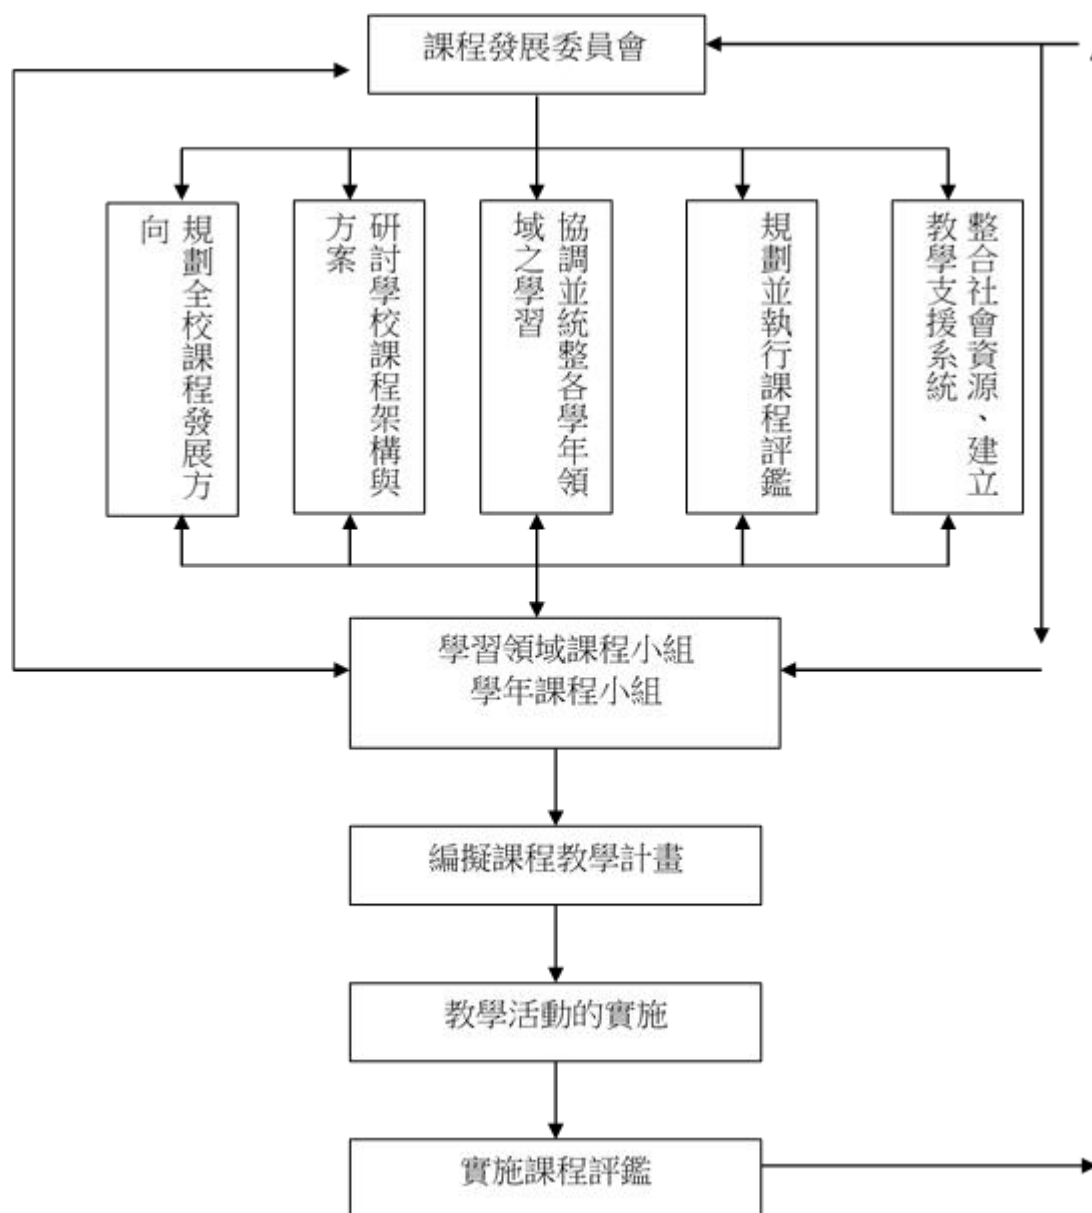 課程發展委員會
規劃全校課程發展方
向
研討學校課程架構與
方案
協調並統整各學年領
域之學習
規劃並執行課程評鑑
整合社會資源、建立
教學支援系統
學習領域課程小組
學年課程小組
編擬課程教學計畫
教學活動的實施
實施課程評鑑